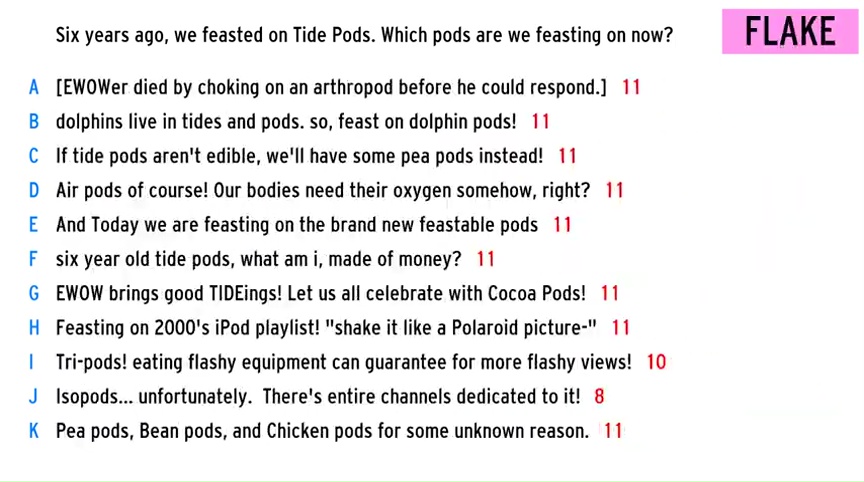 Six years ago, we feasted on Tide Pods. Which pods are we feasting on now?
FLAKE
A [EWOWer died by choking on an arthropod before he could respond.] 11
B dolphins live in tides and pods. so, feast on dolphin pods! 11
C If tide pods aren't edible, we'll have some pea pods instead! 11
D Air pods of course! Our bodies need their oxygen somehow, right? 11
E And Today we are feasting on the brand new feastable pods 11
F six year old tide pods, what am i, made of money? 11
G EWOW brings good TIDEings! Let us all celebrate with Cocoa Pods! 11
H Feasting on 2000's iPod playlist! "shake it like a Polaroid picture-" 11
I Tri-pods! eating flashy equipment can guarantee for more flashy views! 10
J Isopods... unfortunately. There's entire channels dedicated to it! 8
K Pea pods, Bean pods, and Chicken pods for some unknown reason. 11